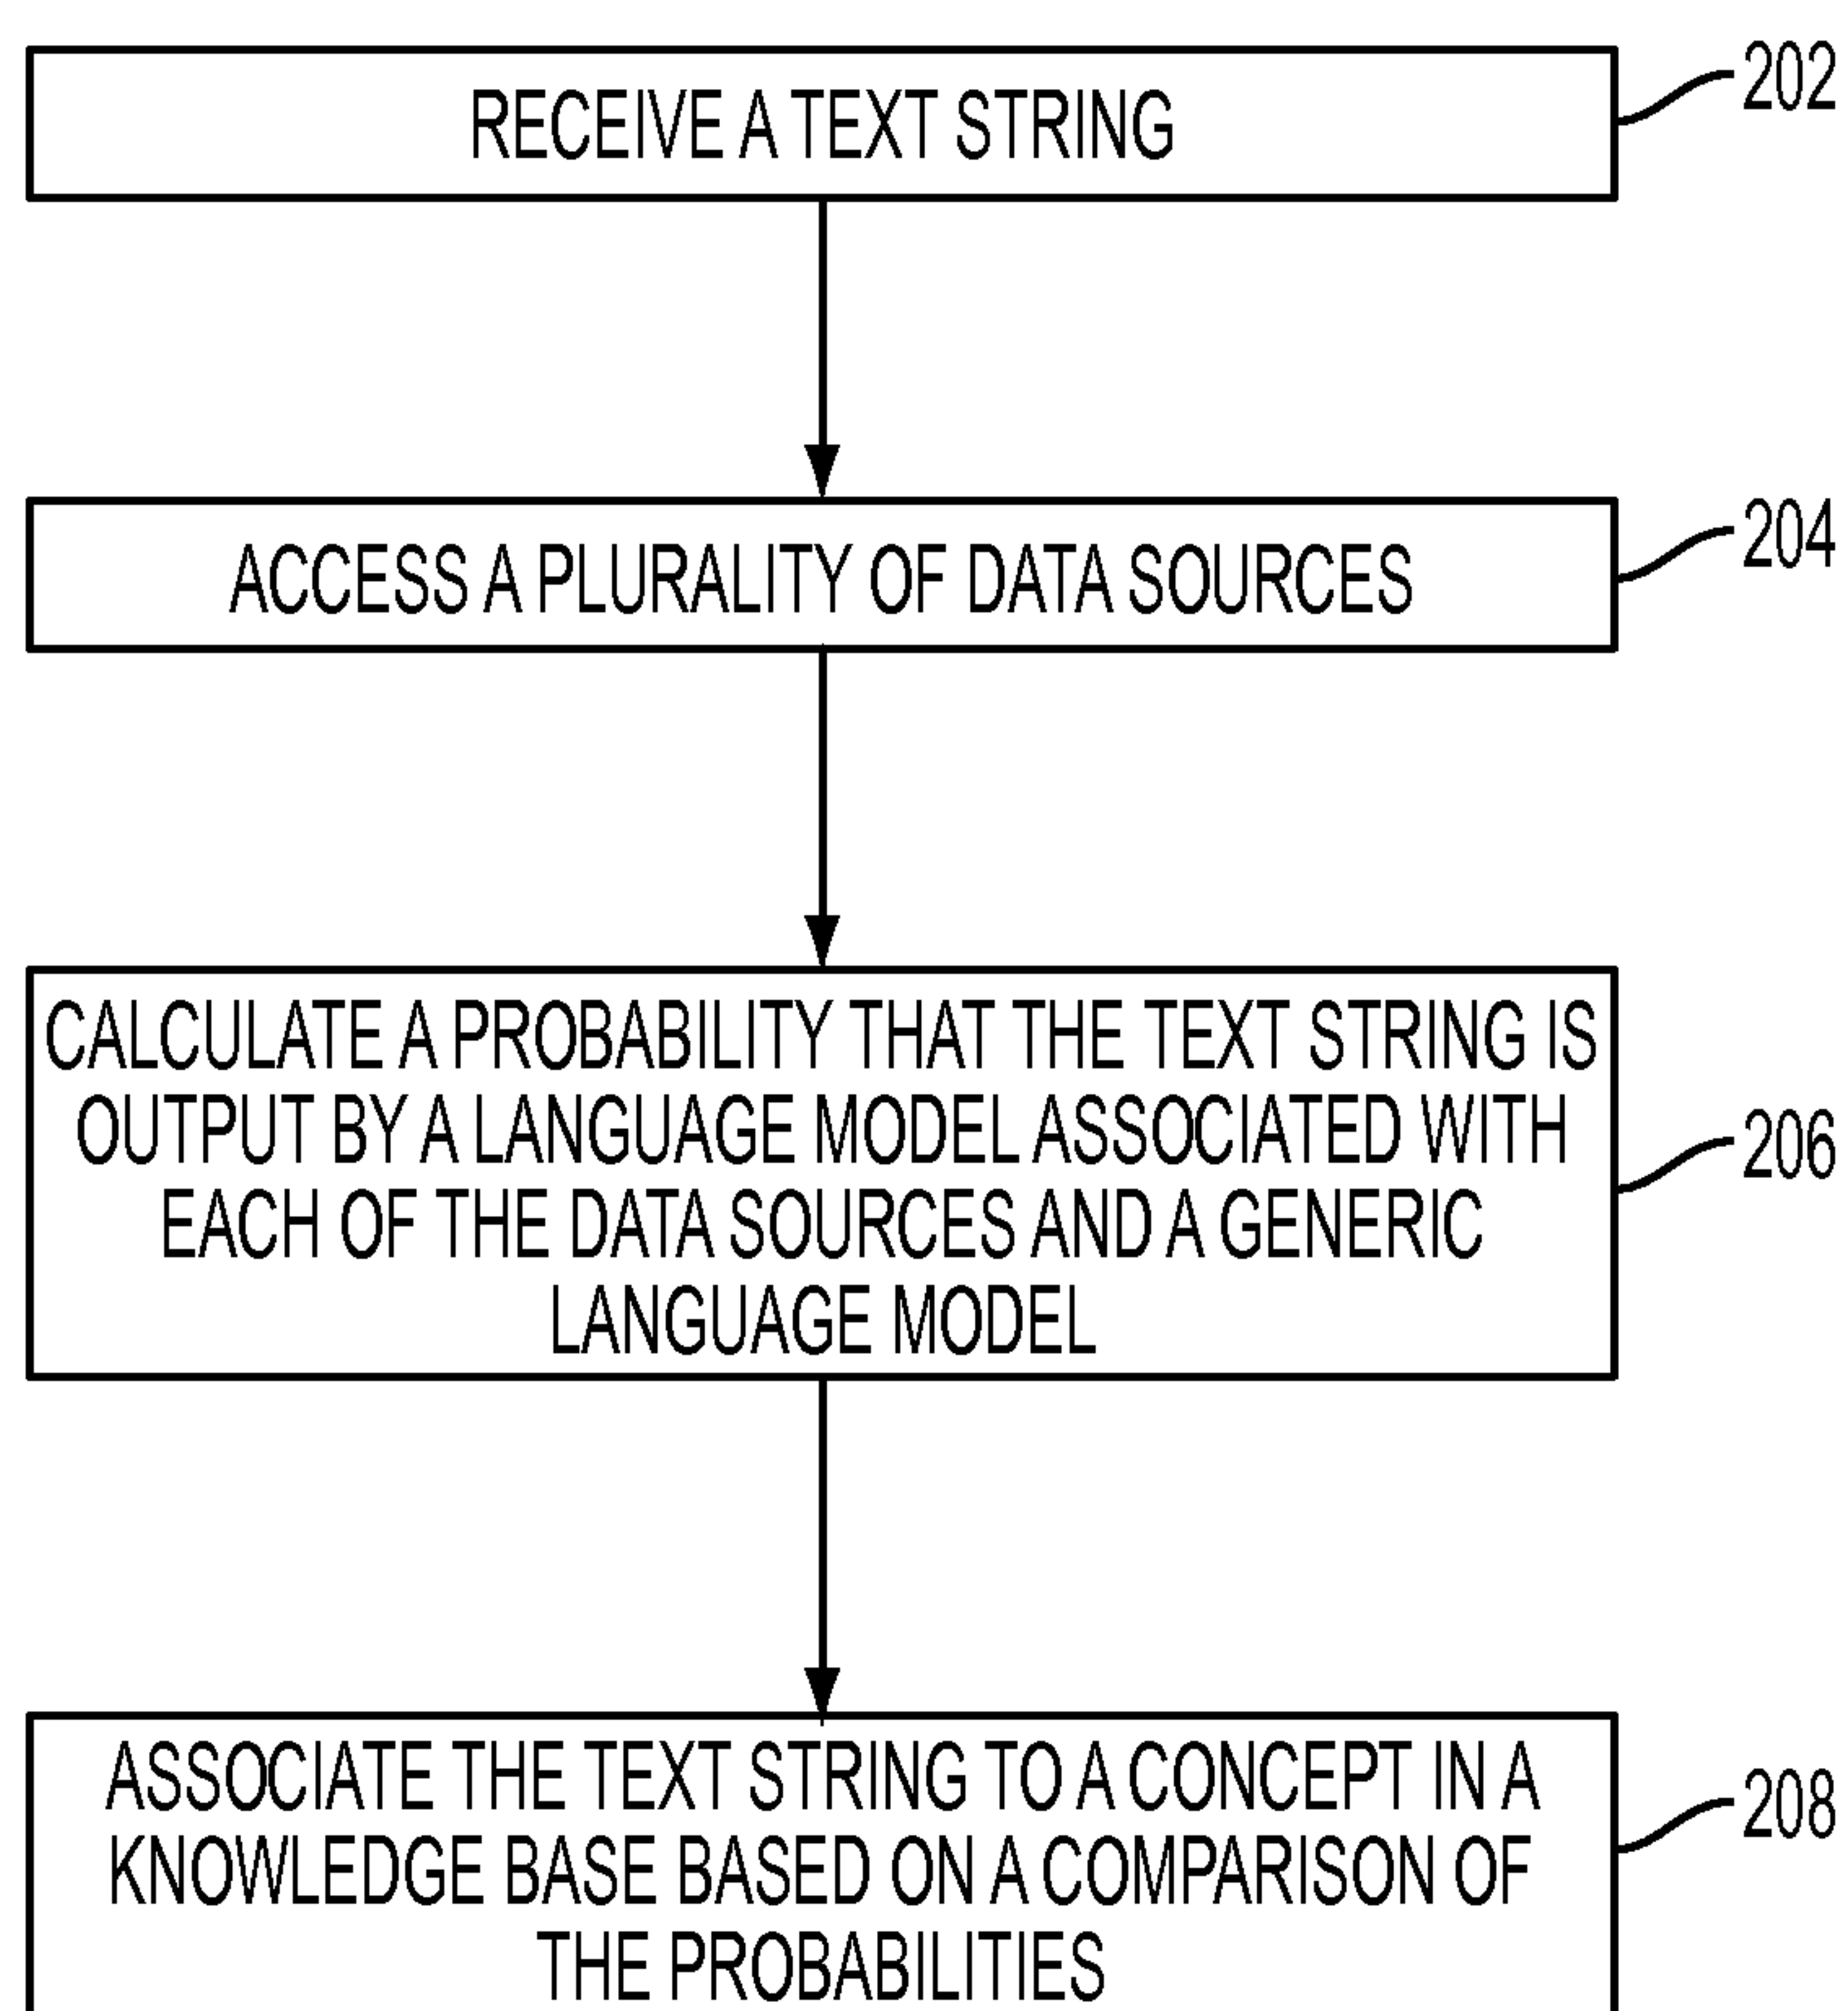 RECEIVE A TEXT STRING
202
ACCESS A PLURALITY OF DATA SOURCES
204
CALCULATE A PROBABILITY THAT THE TEXT STRING IS
OUTPUT BY A LANGUAGE MODEL ASSOCIATED WITH
EACH OF THE DATA SOURCES AND A GENERIC
LANGUAGE MODEL
206
ASSOCIATE THE TEXT STRING TO A CONCEPT IN A
KNOWLEDGE BASE BASED ON A COMPARISON OF
THE PROBABILITIES
208